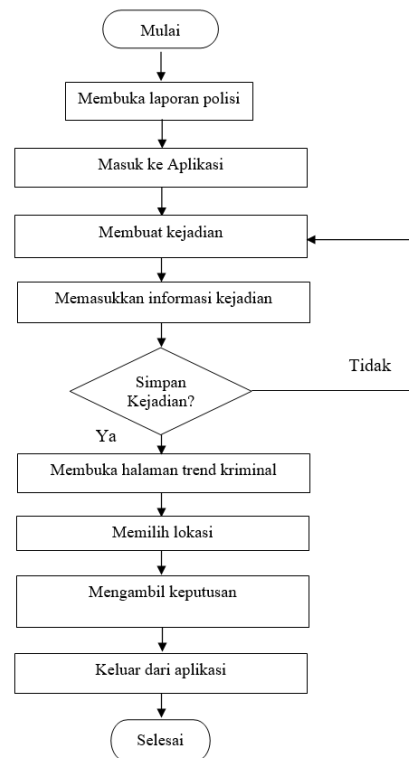 Mulai
Membuka laporan polisi
Masuk ke Aplikasi
Membuat kejadian
Memasukkan informasi kejadian
Simpan
Kejadian?
Tidak
Ya
Membuka halaman trend kriminal
Memilih lokasi
Mengambil keputusan
Keluar dari aplikasi
Selesai